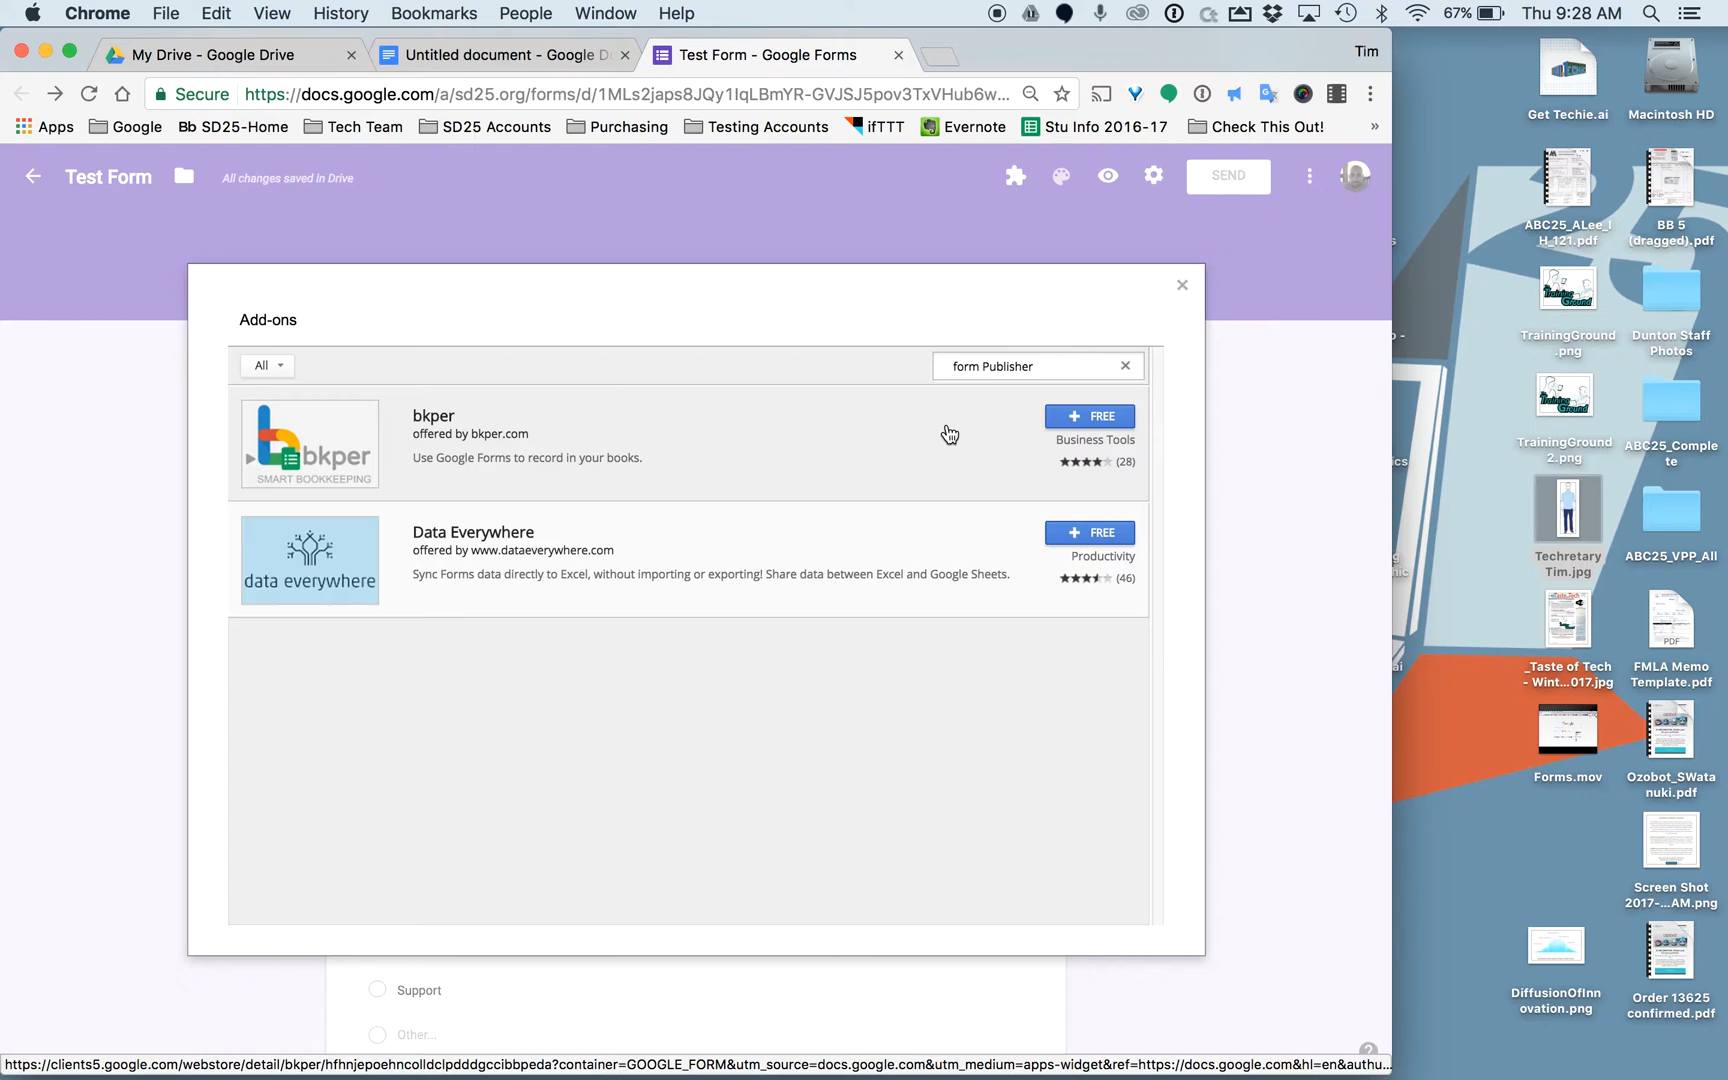 Chrome File Edit View History Bookmarks People Window Help 67% Thu 9:28 AM
My Drive - Google Drive Untitled document - Google D Test Form - Google Forms Tim
Secure https://docs.google.com/a/sd25.org/forms/d/1MLs2japs8JQy1IqLBmYR-GVJSJ5pov3TxVHub6w...
Apps Google Bb SD25-Home Tech Team SD25 Accounts Purchasing Testing Accounts ifTTT Evernote Stu Info 2016-17 Check This Out! »
Test Form All changes saved in Drive SEND
Add-ons
All form Publisher
bkper
offered by bkper.com
Use Google Forms to record in your books.
FREE
Business Tools
(28)
bkper
SMART BOOKKEEPING
Data Everywhere
offered by www.dataeverywhere.com
Sync Forms data directly to Excel, without importing or exporting! Share data between Excel and Google Sheets.
FREE
Productivity
(46)
data everywhere
Support
Other...
https://clients5.google.com/webstore/detail/bkper/hfhnjepoehncolldclpdddgccibbpeda?container=GOOGLE_FORM&utm_source=docs.google.com&utm_medium=apps-widget&ref=https://docs.google.com&hl=en&authu...
Get Techie.ai
Macintosh HD
ABC25_ALee_I
H_121.pdf
BB 5
(dragged).pdf
TrainingGround
.png
Dunton Staff
Photos
TrainingGround
2.png
ABC25_Comple
te
Techretary
Tim.jpg
ABC25_VPP_All
_Taste of Tech
- Wint...017.jpg
PDF
FMLA Memo
Template.pdf
Forms.mov
Ozobot_SWata
nuki.pdf
Screen Shot
2017-...AM.png
DiffusionOfInn
ovation.png
Order 13625
confirmed.pdf